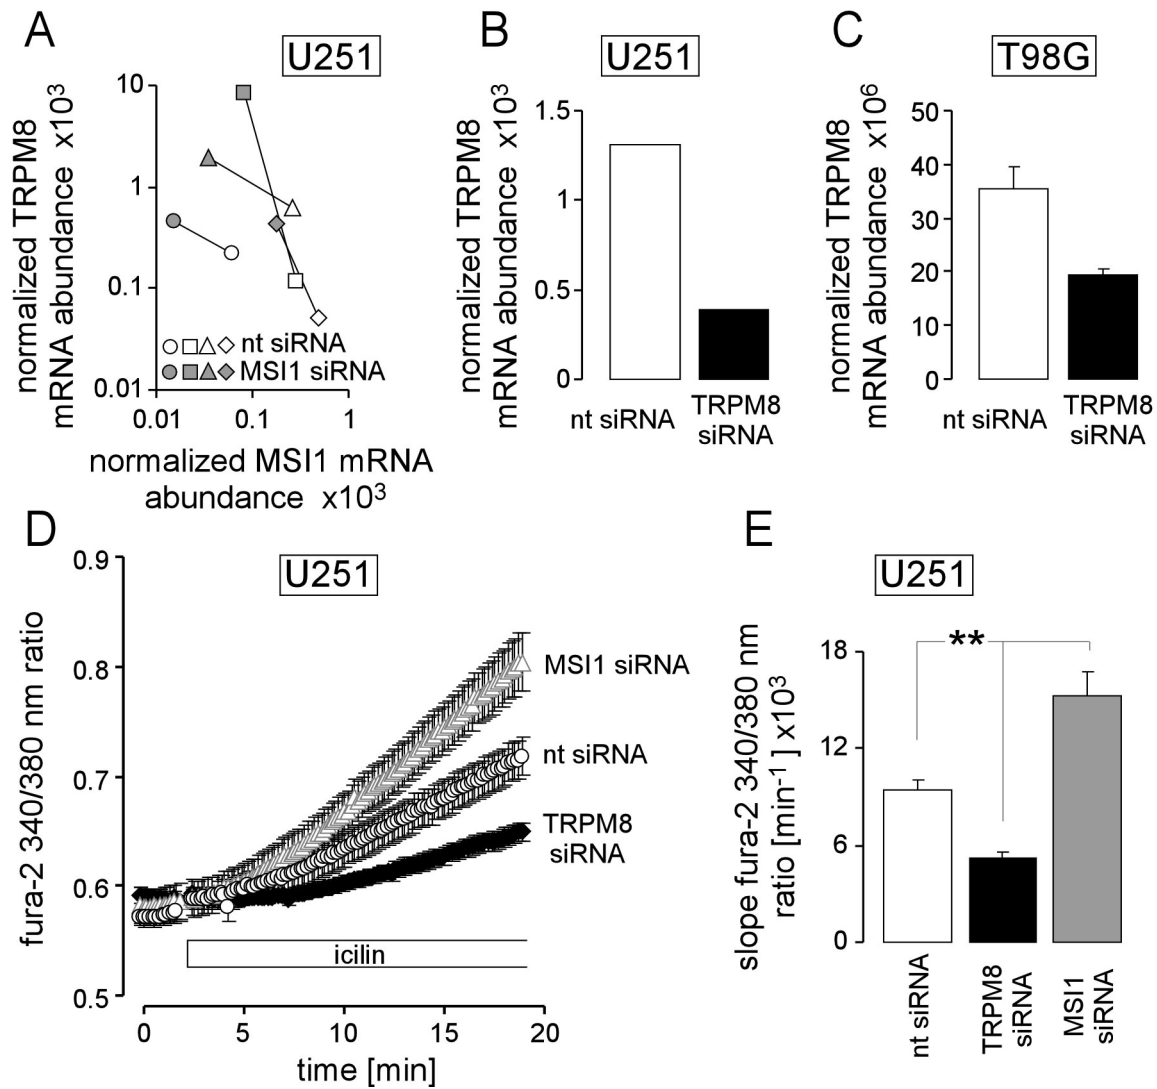 A
U251
normalized TRPM8
mRNA abundance x10³
10
1
0.1
0.01
nt siRNA
MSI1 siRNA
0.01
0.1
1
normalized MSI1 mRNA
abundance x10³
B
U251
normalized TRPM8
mRNA abundance x10³
1.5
1
0.5
0
nt siRNA
TRPM8
siRNA
C
T98G
normalized TRPM8
mRNA abundance x10⁶
50
40
30
20
10
0
nt siRNA
TRPM8
siRNA
D
U251
fura-2 340/380 nm ratio
0.9
0.8
0.7
0.6
0.5
MSI1 siRNA
nt siRNA
TRPM8
siRNA
icilin
0
5
10
15
20
time [min]
E
U251
slope fura-2 340/380 nm
ratio [min⁻¹ ] x10³
18
12
6
0
**
nt siRNA
TRPM8
siRNA
MSI1
siRNA